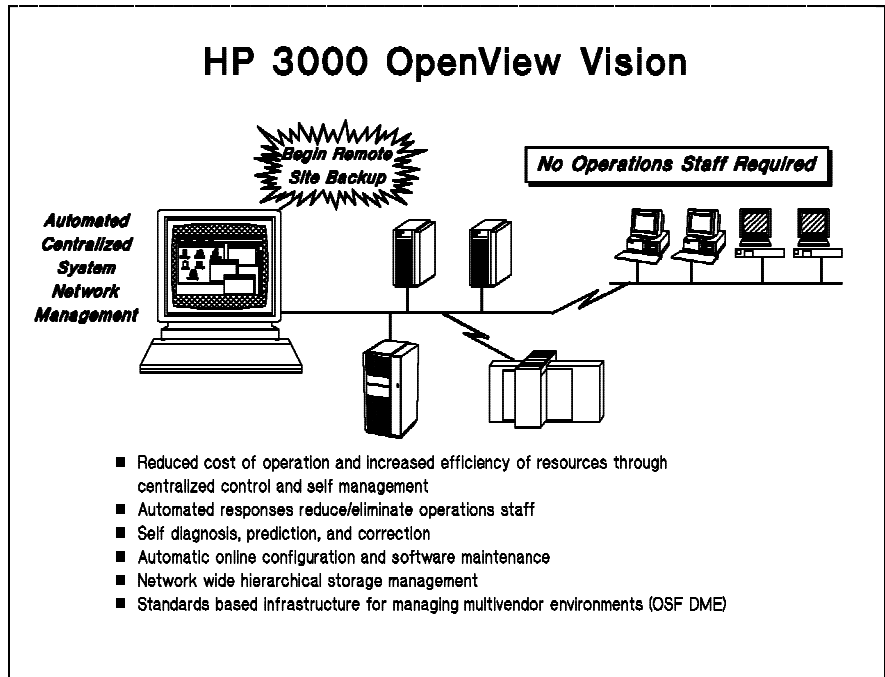 HP 3000 OpenView Vision
Begin Remote
Site Backup
No Operations Staff Required
Automated
Centralized
System
Network
Management
■ Reduced cost of operation and increased efficiency of resources through
centralized control and self management
■ Automated responses reduce/eliminate operations staff
■ Self diagnosis, prediction, and correction
■ Automatic online configuration and software maintenance
■ Network wide hierarchical storage management
■ Standards based infrastructure for managing multivendor environments (OSF DME)